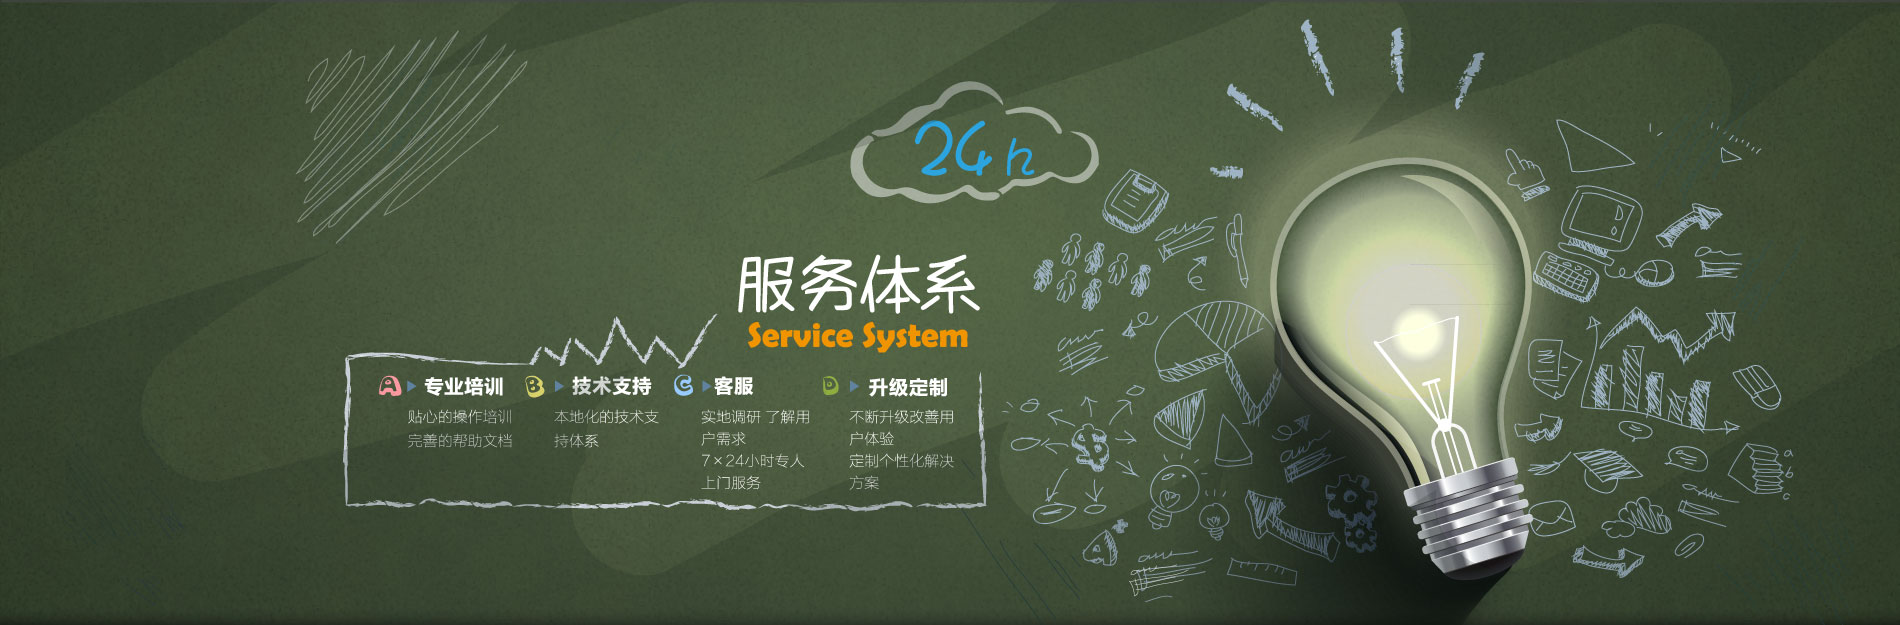 24 h
服务体系
Service System
A 专业培训
贴心的操作培训
完善的帮助文档
B 技术支持
本地化的技术支
持体系
C 客服
实地调研 了解用
户需求
7×24小时专人
上门服务
D 升级定制
不断升级改善用
户体验
定制个性化解决
方案
$
a
b
c